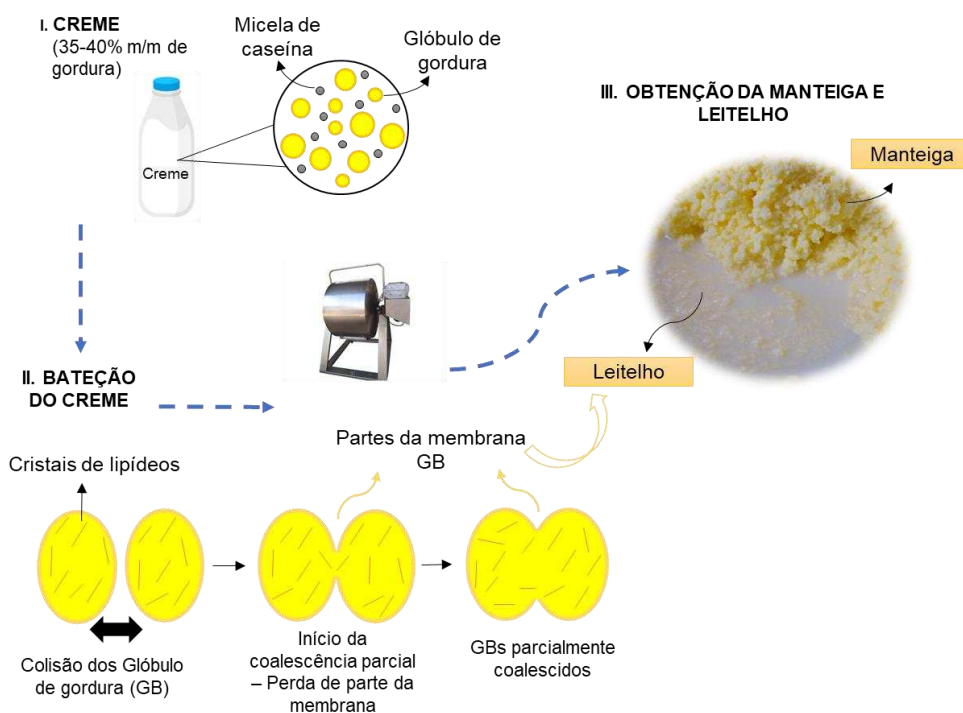 I. CREME
(35-40% m/m de
gordura)
Micela de
caseína
Glóbulo de
gordura
Creme
III. OBTENÇÃO DA MANTEIGA E
LEITELHO
Manteiga
Leitelho
II. BATEÇÃO
DO CREME
Partes da membrana
GB
Cristais de lipídeos
Colisão dos Glóbulo
de gordura (GB)
Início da
coalescência parcial
– Perda de parte da
membrana
GBs parcialmente
coalescidos